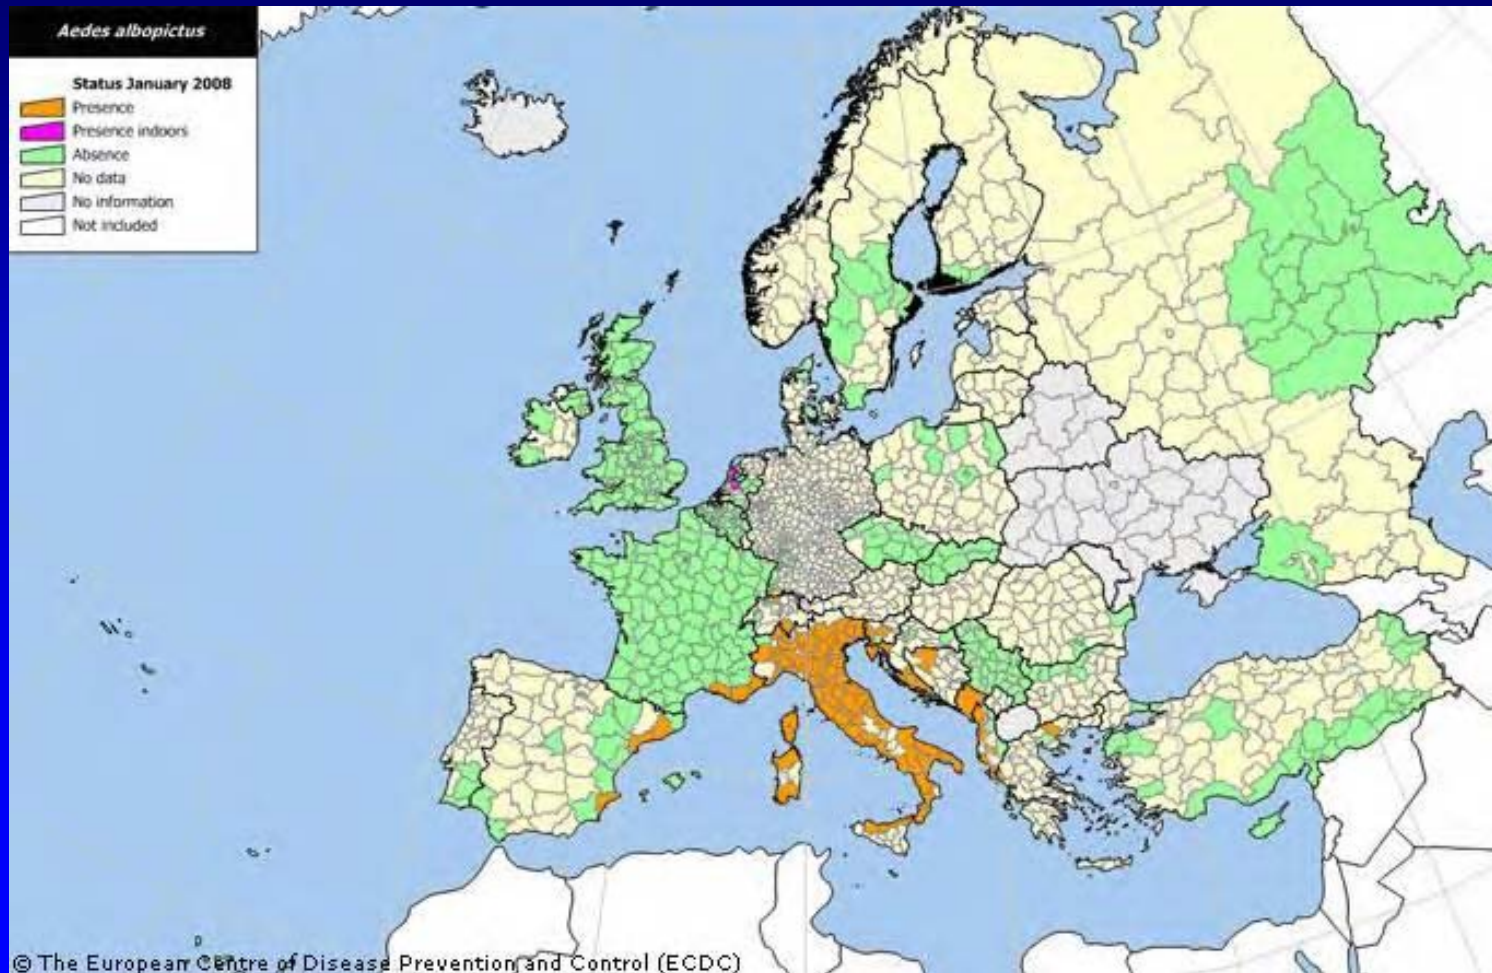 Aedes albopictus
Status January 2008
Presence
Presence indoors
Absence
No data
No information
Not included
© The European Centre of Disease Prevention and Control (ECDC)